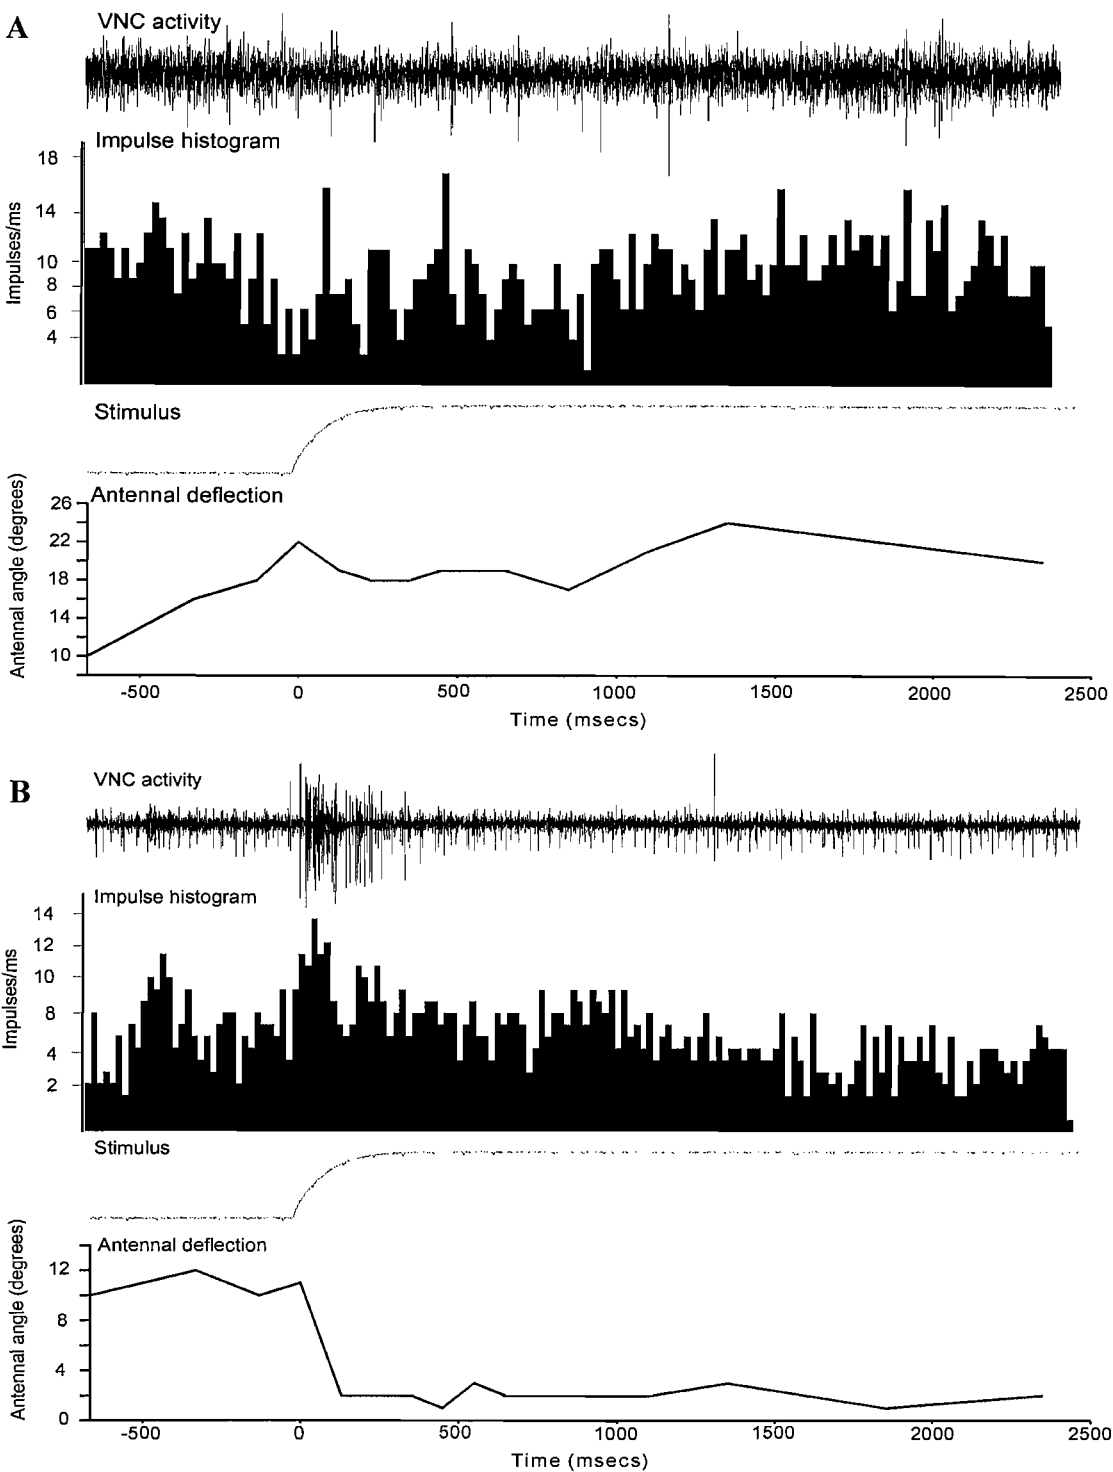 A
VNC activity
Impulse histogram
Impulses/ms
18
14
10
8
6
4
Stimulus
Antennal deflection
Antennal angle (degrees)
26
22
18
14
10
-500 0 500 1000 1500 2000 2500
Time (msecs)
B
VNC activity
Impulse histogram
Impulses/ms
14
12
10
8
4
2
Stimulus
Antennal deflection
Antennal angle (degrees)
12
8
4
0
-500 0 500 1000 1500 2000 2500
Time (msecs)